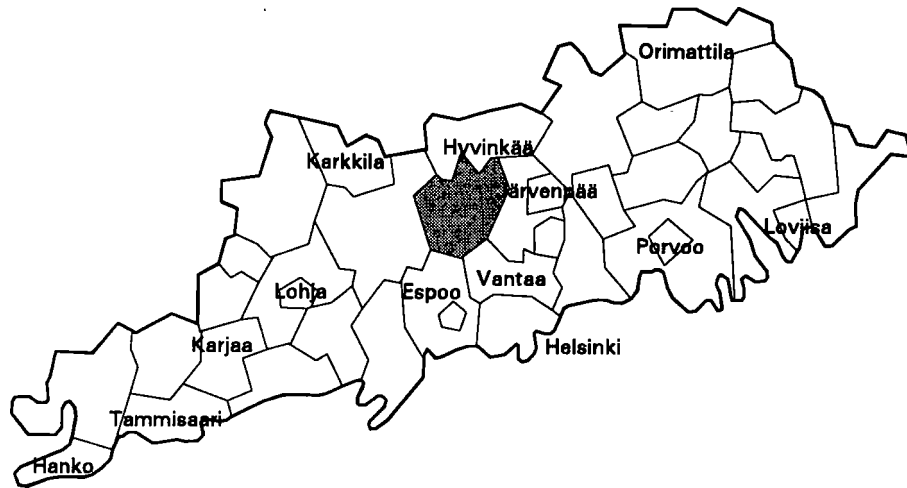 Orimattila
Hyvinkää
Karkkila
Järvenpää
Loviisa
Porvoo
Vantaa
Lohja
Espoo
Karjaa
Helsinki
Tammisaari
Hanko